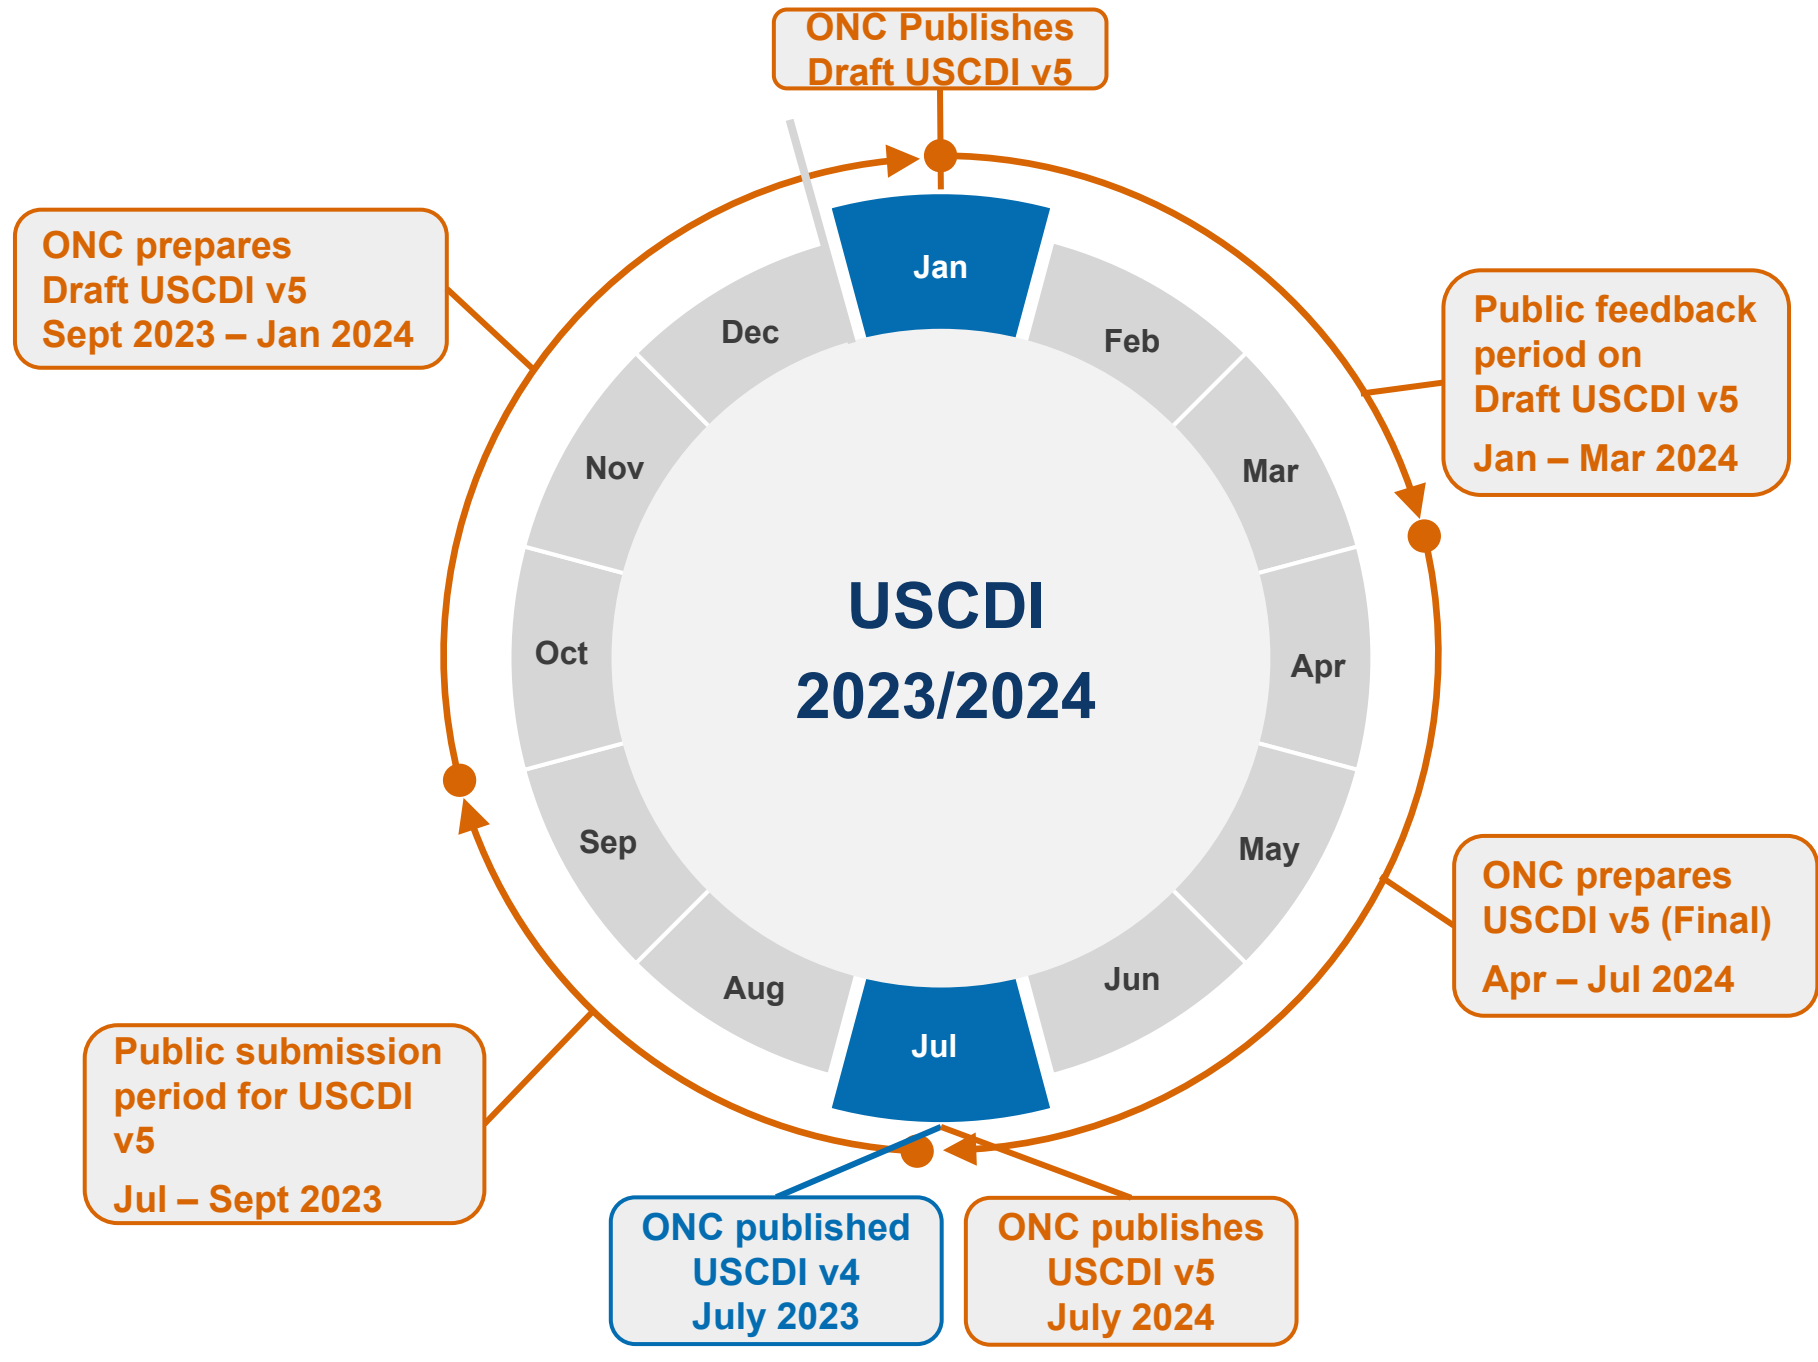 ONC Publishes
Draft USCDI v5
ONC prepares
Draft USCDI v5
Sept 2023 – Jan 2024
Public feedback
period on
Draft USCDI v5
Jan – Mar 2024
ONC prepares
USCDI v5 (Final)
Apr – Jul 2024
Public submission
period for USCDI
v5
Jul – Sept 2023
ONC published
USCDI v4
July 2023
ONC publishes
USCDI v5
July 2024
Jan
Feb
Mar
Apr
May
Jun
Jul
Aug
Sep
Oct
Nov
Dec
USCDI
2023/2024